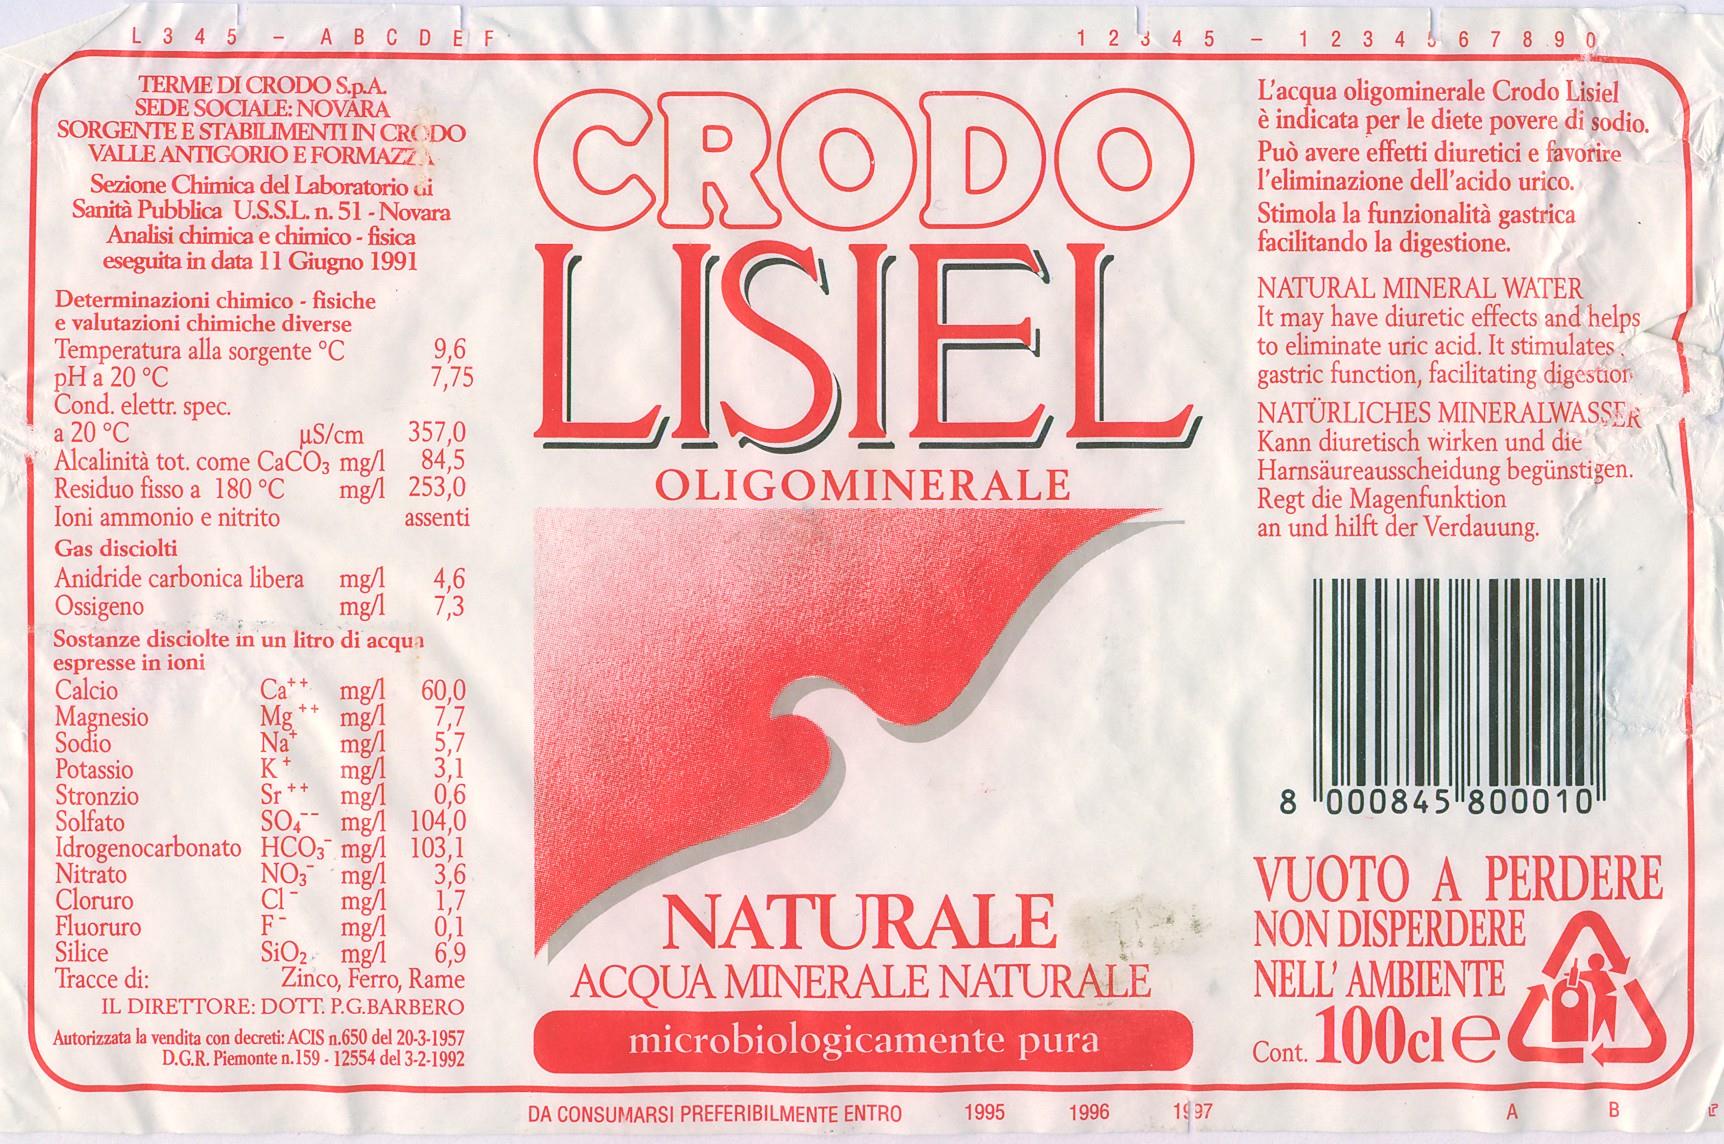 L 3 4 5 - A B C D E F
1 2 3 4 5 - 1 2 3 4 5 6 7 8 9 0
TERME DI CRODO S.p.A.
SEDE SOCIALE: NOVARA
SORGENTE E STABILIMENTI IN CRODO
VALLE ANTIGORIO E FORMAZZA
Sezione Chimica del Laboratorio di
Sanità Pubblica U.S.S.L. n. 51 - Novara
Analisi chimica e chimico - fisica
eseguita in data 11 Giugno 1991
Determinazioni chimico - fisiche
e valutazioni chimiche diverse
Temperatura alla sorgente °C 9,6
pH a 20 °C 7,75
Cond. elettr. spec.
a 20 °C µS/cm 357,0
Alcalinità tot. come CaCO₃ mg/l 84,5
Residuo fisso a 180 °C mg/l 253,0
Ioni ammonio e nitrito assenti
Gas disciolti
Anidride carbonica libera mg/l 4,6
Ossigeno mg/l 7,3
Sostanze disciolte in un litro di acqua
espresse in ioni
Calcio Ca⁺⁺ mg/l 60,0
Magnesio Mg⁺⁺ mg/l 7,7
Sodio Na⁺ mg/l 5,7
Potassio K⁺ mg/l 3,1
Stronzio Sr⁺⁺ mg/l 0,6
Solfato SO₄⁻⁻ mg/l 104,0
Idrogenocarbonato HCO₃⁻ mg/l 103,1
Nitrato NO₃⁻ mg/l 3,6
Cloruro Cl⁻ mg/l 1,7
Fluoruro F⁻ mg/l 0,1
Silice SiO₂ mg/l 6,9
Tracce di: Zinco, Ferro, Rame
IL DIRETTORE: DOTT. P.G.BARBERO
Autorizzata la vendita con decreti: ACIS n.650 del 20-3-1957
D.G.R. Piemonte n.159 - 12554 del 3-2-1992
CRODO
LISIEL
OLIGOMINERALE
NATURALE
ACQUA MINERALE NATURALE
microbiologicamente pura
L'acqua oligominerale Crodo Lisiel
è indicata per le diete povere di sodio.
Può avere effetti diuretici e favorire
l'eliminazione dell'acido urico.
Stimola la funzionalità gastrica
facilitando la digestione.
NATURAL MINERAL WATER
It may have diuretic effects and helps
to eliminate uric acid. It stimulates
gastric function, facilitating digestion
NATÜRLICHES MINERALWASSER
Kann diuretisch wirken und die
Harnsäureausscheidung begünstigen.
Regt die Magenfunktion
an und hilft der Verdauung.
8 000845 800010
VUOTO A PERDERE
NON DISPERDERE
NELL' AMBIENTE
Cont. 100cl e
DA CONSUMARSI PREFERIBILMENTE ENTRO 1995 1996 1997
A B